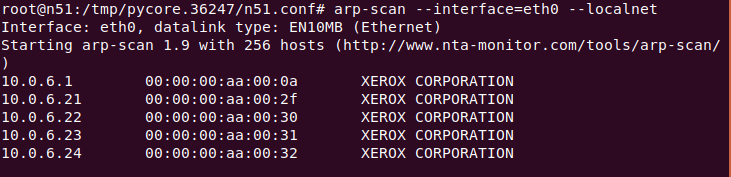 root@n51:/tmp/pycore.36247/n51.conf# arp-scan --interface=eth0 --localnet
Interface: eth0, datalink type: EN10MB (Ethernet)
Starting arp-scan 1.9 with 256 hosts (http://www.nta-monitor.com/tools/arp-scan/
)
10.0.6.1 00:00:00:aa:00:0a XEROX CORPORATION
10.0.6.21 00:00:00:aa:00:2f XEROX CORPORATION
10.0.6.22 00:00:00:aa:00:30 XEROX CORPORATION
10.0.6.23 00:00:00:aa:00:31 XEROX CORPORATION
10.0.6.24 00:00:00:aa:00:32 XEROX CORPORATION